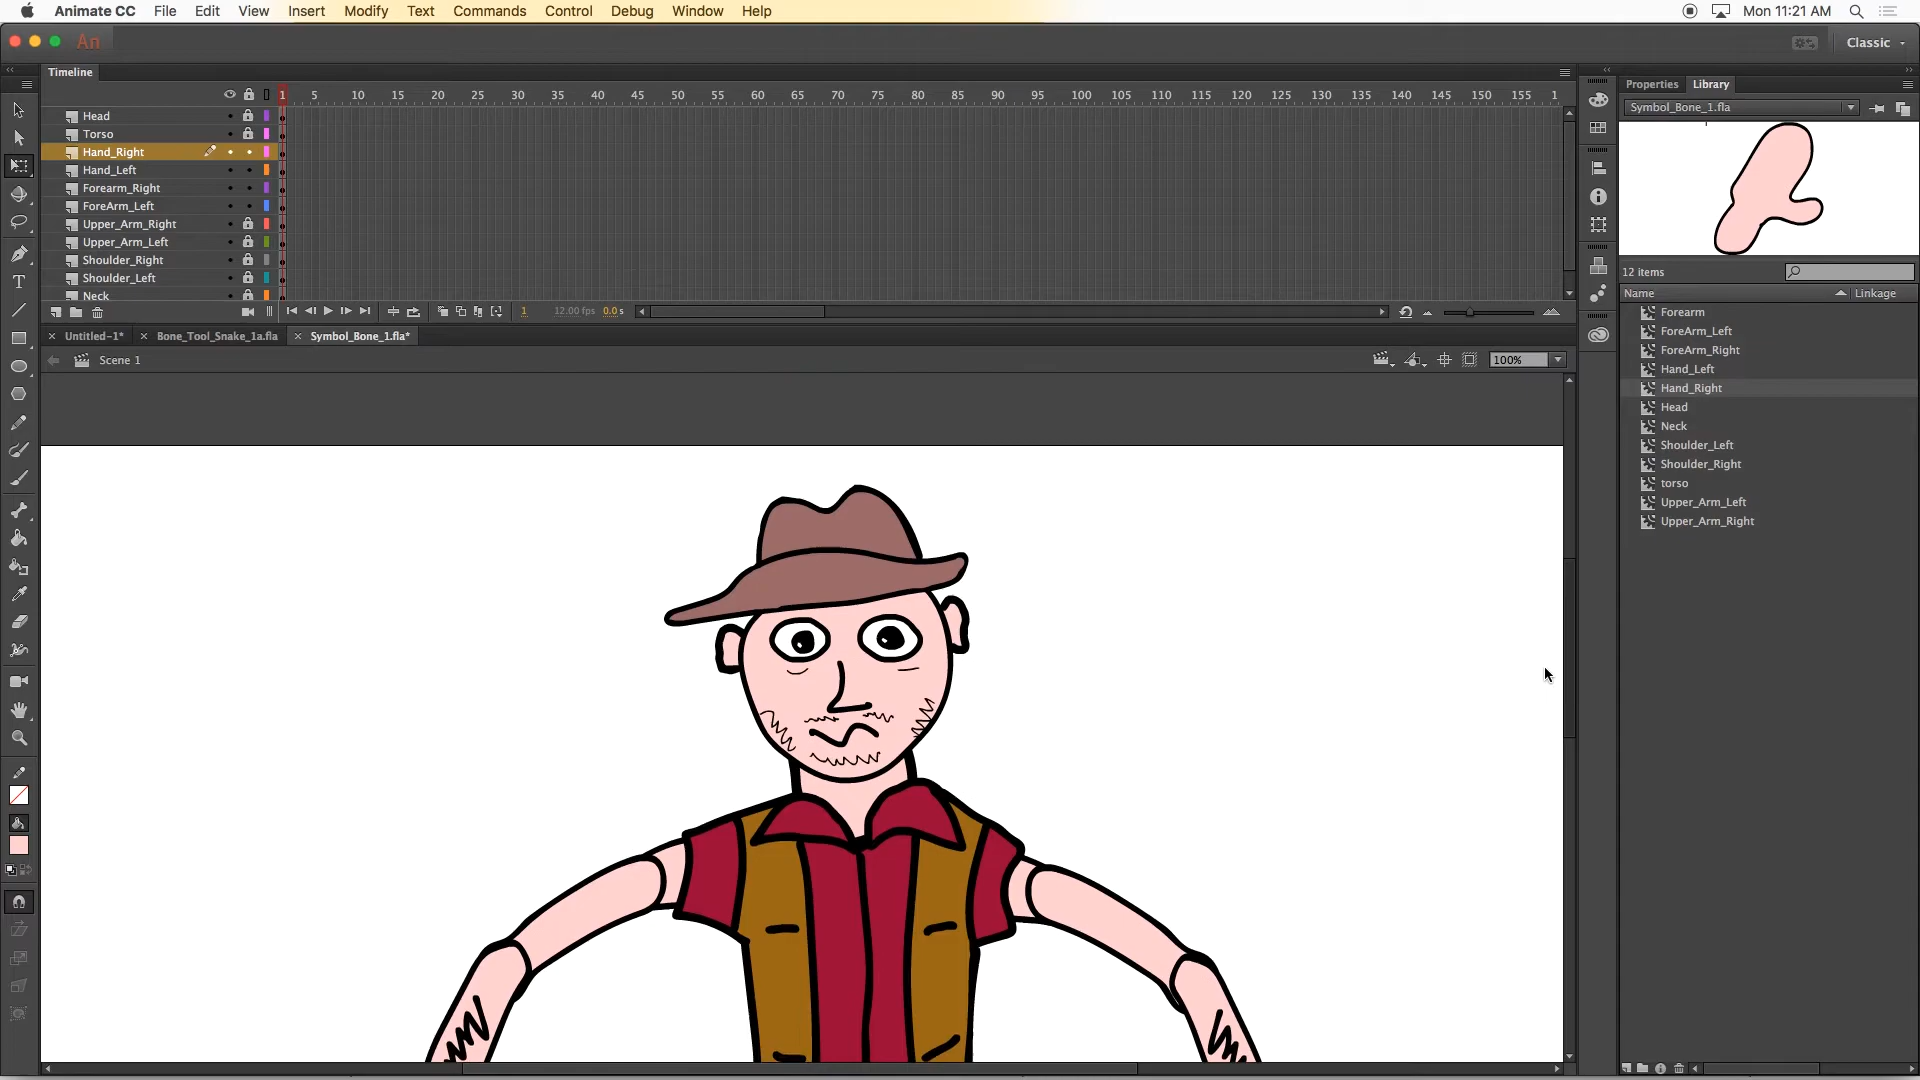 Animate CC File Edit View Insert Modify Text Commands Control Debug Window Help Mon 11:21 AM
An Classic
Timeline
Properties Library
1 5 10 15 20 25 30 35 40 45 50 55 60 65 70 75 80 85 90 95 100 105 110 115 120 125 130 135 140 145 150 155 1
Symbol_Bone_1.fla
Head
Torso
Hand_Right
Hand_Left
Forearm_Right
ForeArm_Left
Upper_Arm_Right
Upper_Arm_Left
Shoulder_Right
Shoulder_Left
Neck
1 12.00 fps 0.0 s
Untitled-1* Bone_Tool_Snake_1a.fla Symbol_Bone_1.fla*
Scene 1
100%
12 items
Name Linkage
Forearm
ForeArm_Left
ForeArm_Right
Hand_Left
Hand_Right
Head
Neck
Shoulder_Left
Shoulder_Right
torso
Upper_Arm_Left
Upper_Arm_Right